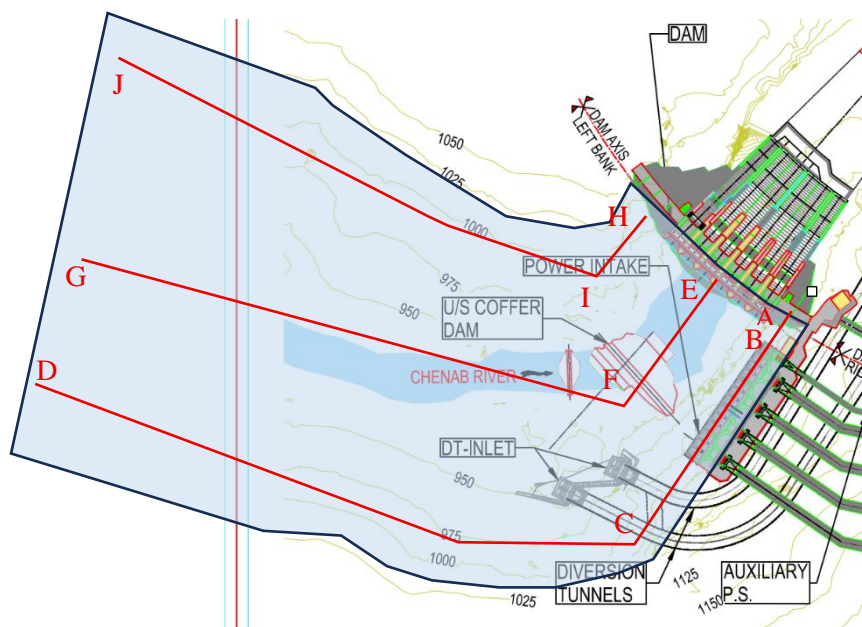 DAM
J
DAM AXIS
LEFT BANK
1050
1025
1000
H
975
950
G
POWER INTAKE
E
I
U/S COFFER
DAM
A
B
D
R
950
D
CHENAB RIVER
F
DT-INLET
950
C
975
1000
1025
DIVERSION
TUNNELS
1125
1150
AUXILIARY
P.S.